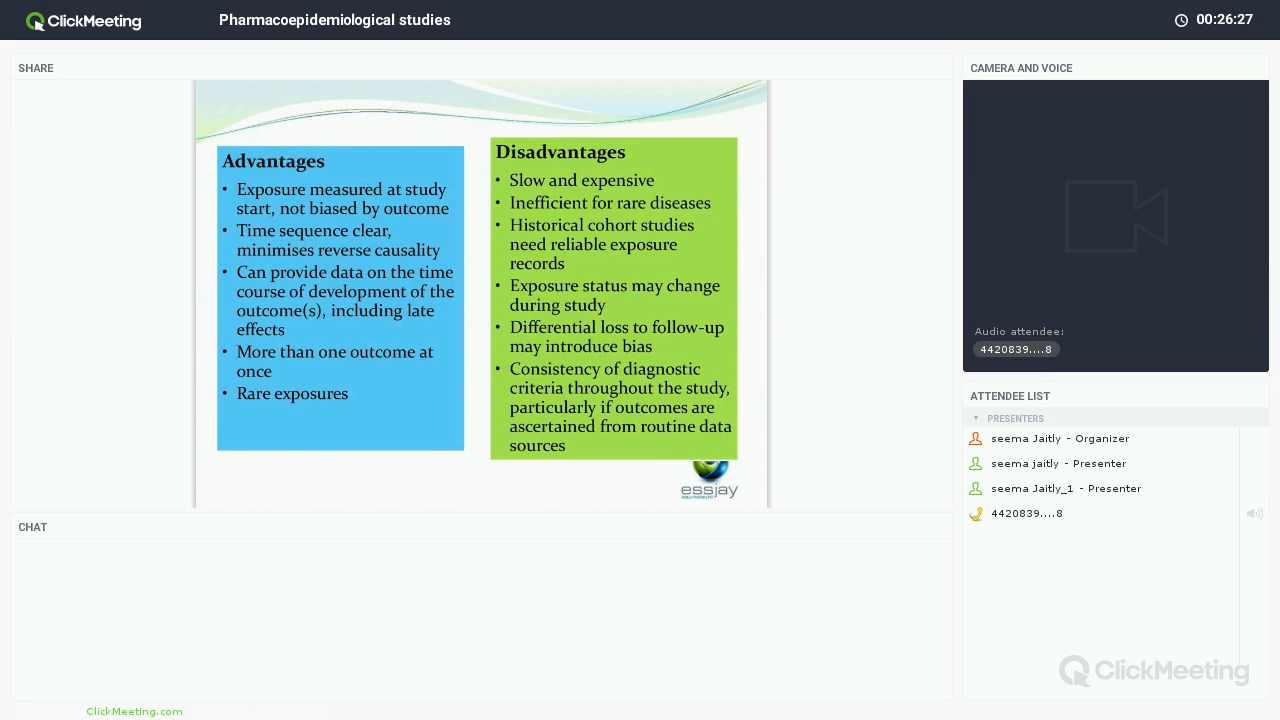 ClickMeeting
Pharmacoepidemiological studies
00:26:27
SHARE
Advantages
• Exposure measured at study
start, not biased by outcome
• Time sequence clear,
minimises reverse causality
• Can provide data on the time
course of development of the
outcome(s), including late
effects
• More than one outcome at
once
• Rare exposures
Disadvantages
• Slow and expensive
• Inefficient for rare diseases
• Historical cohort studies
need reliable exposure
records
• Exposure status may change
during study
• Differential loss to follow-up
may introduce bias
• Consistency of diagnostic
criteria throughout the study,
particularly if outcomes are
ascertained from routine data
sources
essjay
CHAT
CAMERA AND VOICE
Audio attendee:
4420839....8
ATTENDEE LIST
PRESENTERS
seema Jaitly - Organizer
seema jaitly - Presenter
seema Jaitly_1 - Presenter
4420839....8
ClickMeeting
ClickMeeting.com